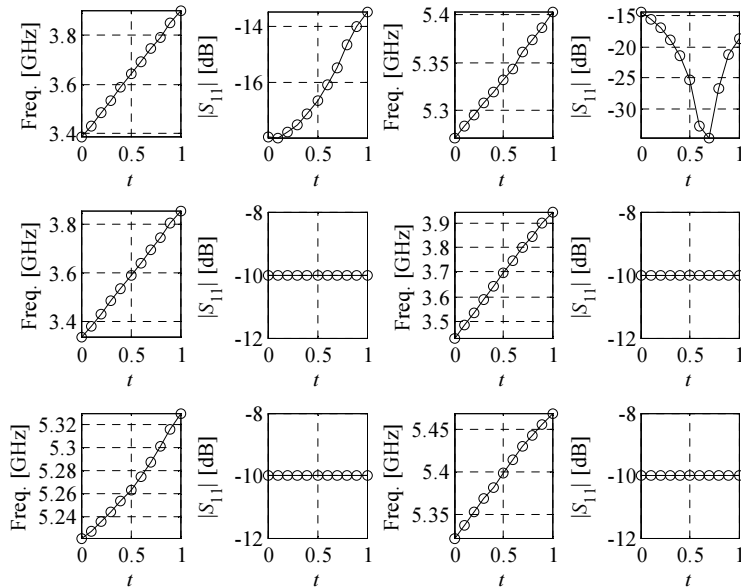 Freq. [GHz]
3.8
3.6
3.4
0 0.5 1
t
|S11| [dB]
-14
-16
0 0.5 1
t
Freq. [GHz]
5.4
5.35
5.3
0 0.5 1
t
|S11| [dB]
-15
-20
-25
-30
0 0.5 1
t
Freq. [GHz]
3.8
3.6
3.4
0 0.5 1
t
|S11| [dB]
-8
-10
-12
0 0.5 1
t
Freq. [GHz]
3.9
3.8
3.7
3.6
3.5
0 0.5 1
t
|S11| [dB]
-8
-10
-12
0 0.5 1
t
Freq. [GHz]
5.32
5.3
5.28
5.26
5.24
0 0.5 1
t
|S11| [dB]
-8
-10
-12
0 0.5 1
t
Freq. [GHz]
5.45
5.4
5.35
0 0.5 1
t
|S11| [dB]
-8
-10
-12
0 0.5 1
t